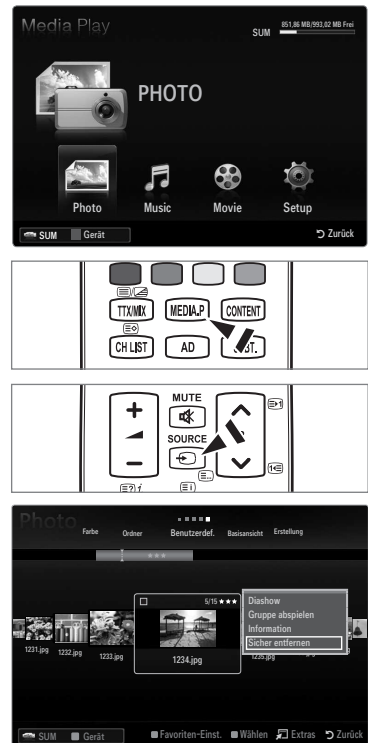 Media Play
SUM
851,86 MB/993,02 MB Frei
PHOTO
Photo Music Movie Setup
SUM Gerät Zurück
TTX/MIX MEDIA.P CONTENT
CH LIST AD
MUTE
SOURCE
Photo
Farbe Ordner Benutzerdef. Basisansicht Erstellung
5/15 ★★★
Diashow
Gruppe abspielen
Information
Sicher entfernen
1231.jpg 1232.jpg 1233.jpg 1234.jpg 1235.jpg
SUM Gerät Favoriten-Einst. Wählen Extras Zurück